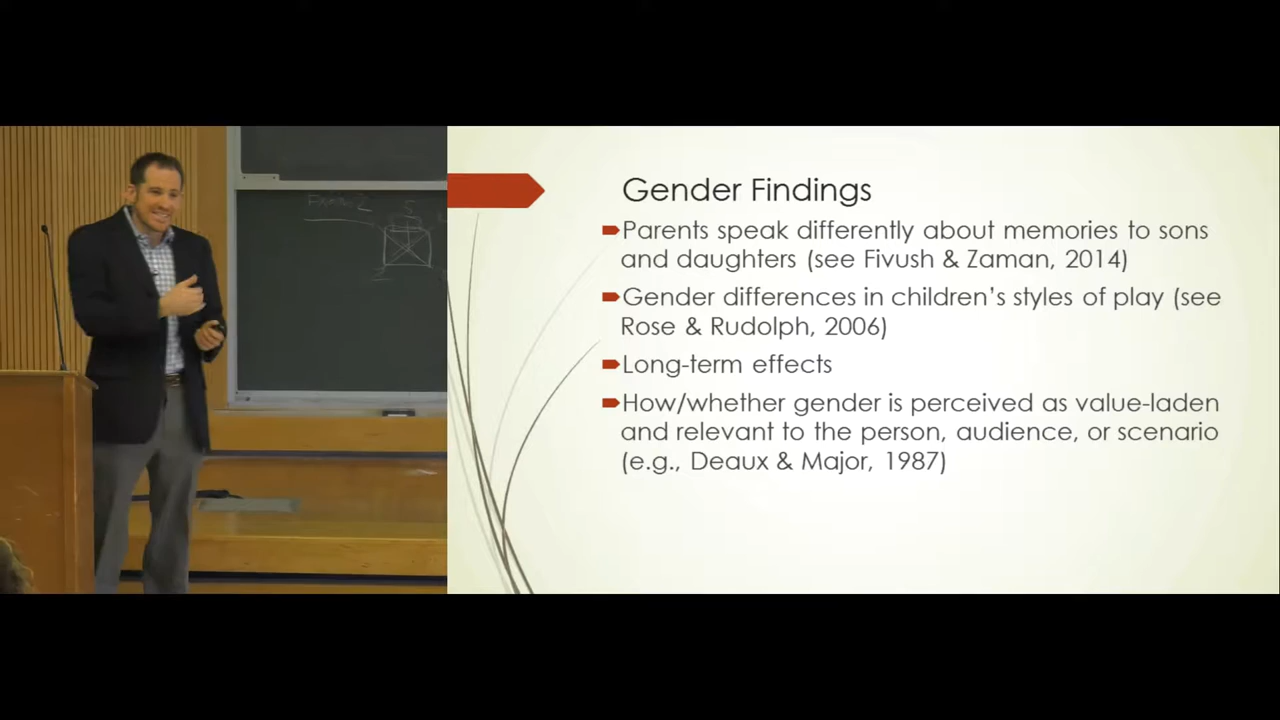 Gender Findings
Parents speak differently about memories to sons
and daughters (see Fivush & Zaman, 2014)
Gender differences in children's styles of play (see
Rose & Rudolph, 2006)
Long-term effects
How/whether gender is perceived as value-laden
and relevant to the person, audience, or scenario
(e.g., Deaux & Major, 1987)